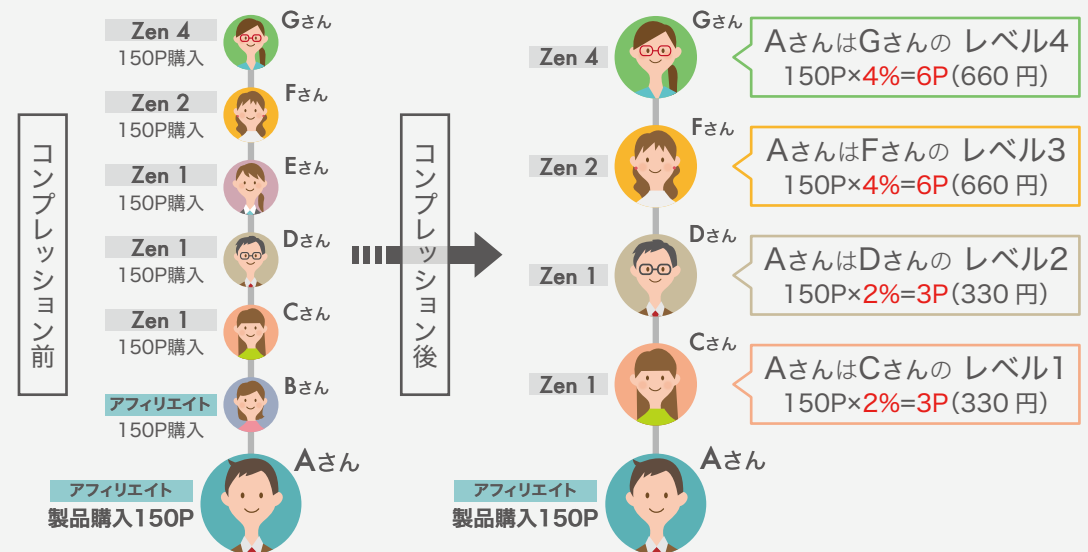 コンプレッション前
Zen 4
150P購入
Gさん
Zen 2
150P購入
Fさん
Zen 1
150P購入
Eさん
Zen 1
150P購入
Dさん
Zen 1
150P購入
Cさん
アフィリエイト
150P購入
Bさん
アフィリエイト
製品購入150P
Aさん
コンプレッション後
Zen 4
Gさん
AさんはGさんの レベル4
150P×4%=6P(660 円)
Zen 2
Fさん
AさんはFさんの レベル3
150P×4%=6P(660 円)
Zen 1
Dさん
AさんはDさんの レベル2
150P×2%=3P(330 円)
Zen 1
Cさん
AさんはCさんの レベル1
150P×2%=3P(330 円)
アフィリエイト
製品購入150P
Aさん